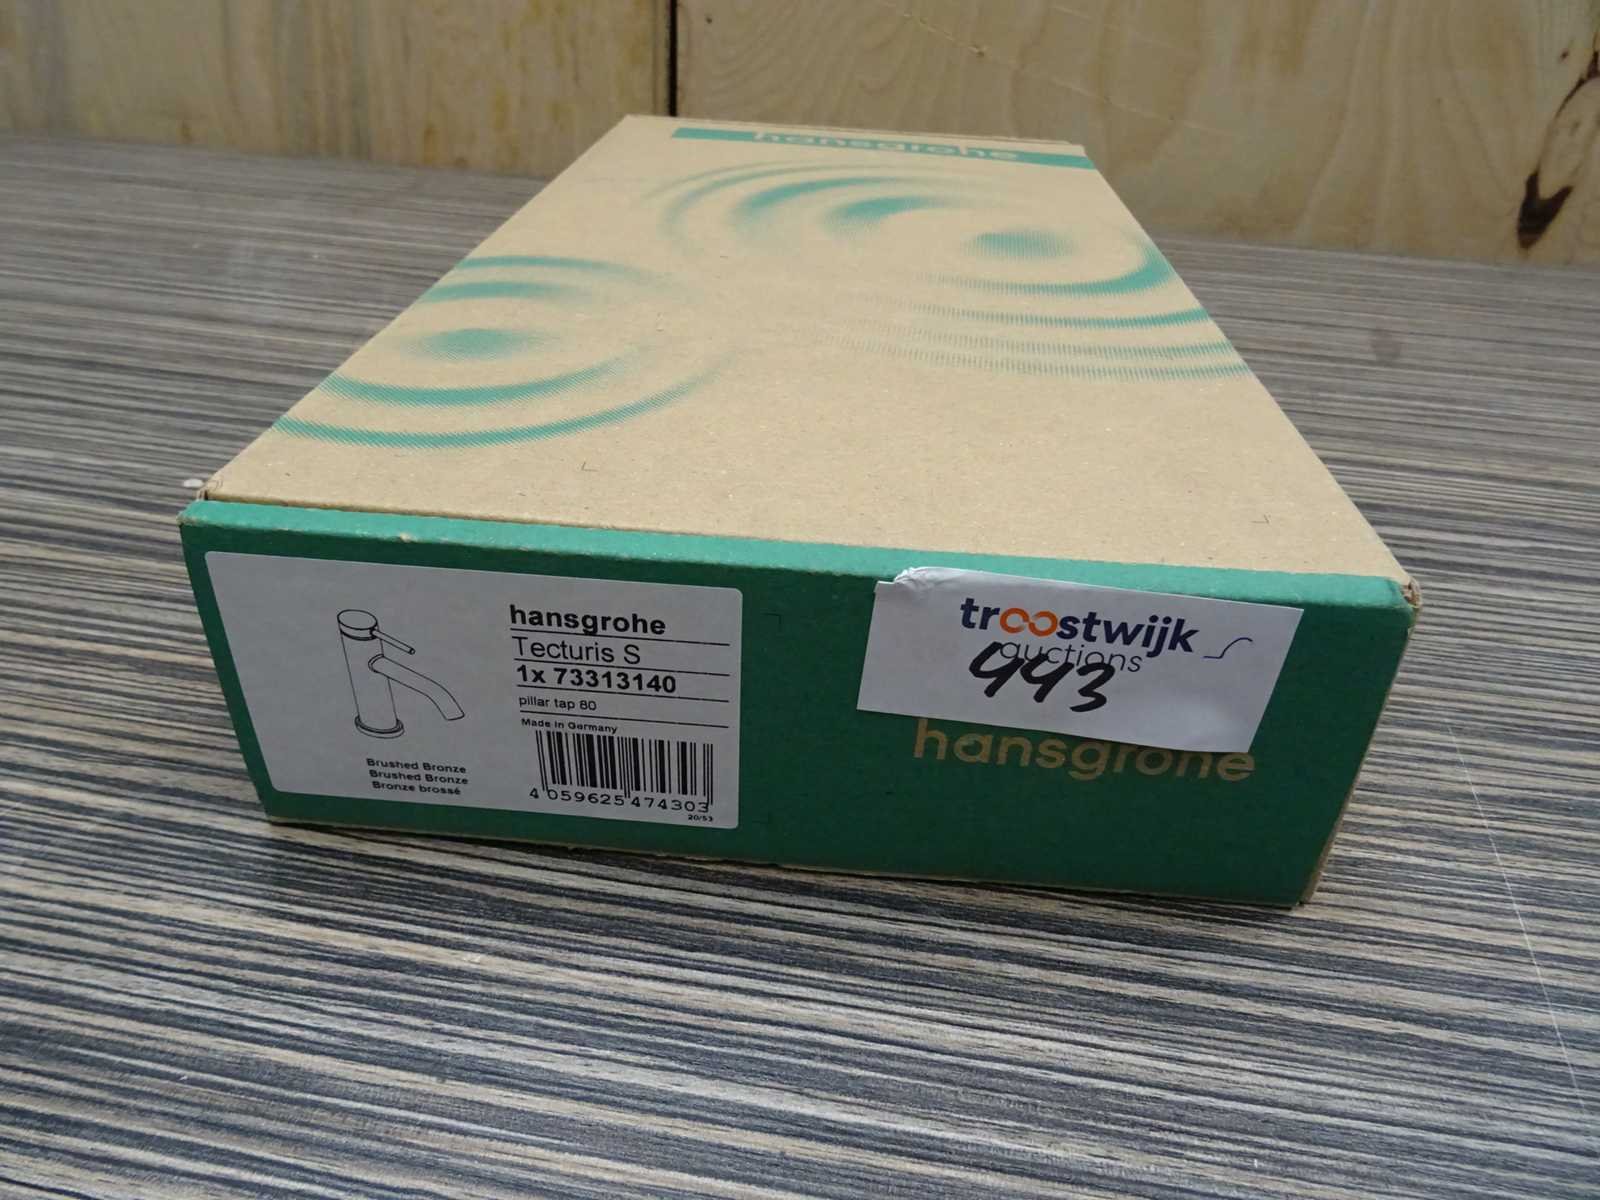 hansgrohe
hansgrohe
Tecturis S
1x 73313140
pillar tap 80
Made in Germany
4 059625 474303
20/53
Brushed Bronze
Brushed Bronze
Bronze brossé
troostwijk
auctions
993
hansgrohe